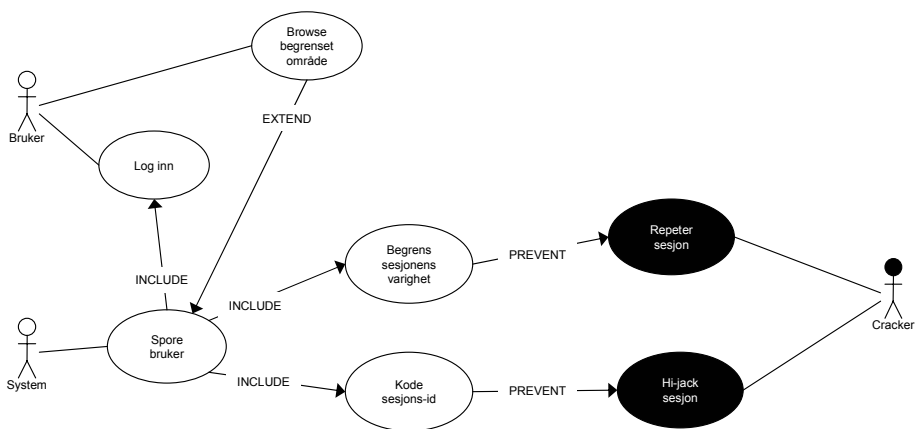 Browse
begrenset
område
Bruker
EXTEND
Log inn
Repeter
sesjon
Begrens
sesjonens
varighet
PREVENT
INCLUDE
INCLUDE
Cracker
Spore
bruker
System
INCLUDE
Kode
sesjons-id
PREVENT
Hi-jack
sesjon